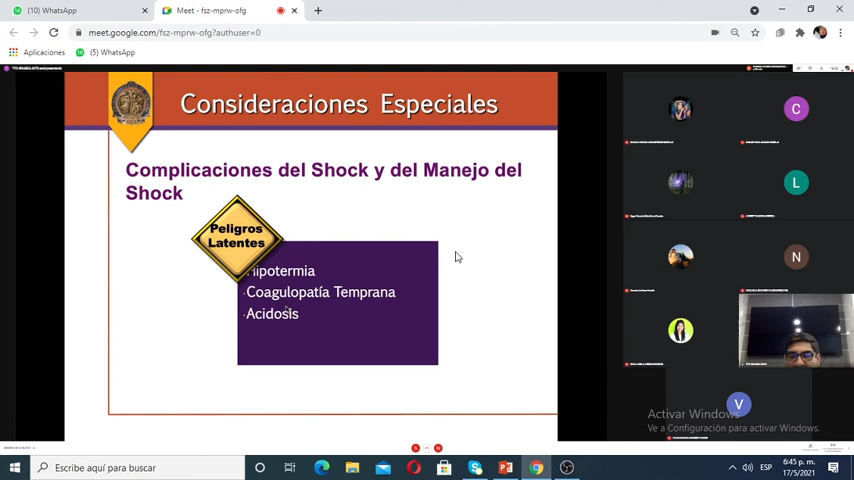 (5) WhatsApp
Meet - fsz-mprw-ofg
meet.google.com/fsz-mprw-ofg?authuser=0
Aplicaciones
(5) WhatsApp
Consideraciones Especiales
Complicaciones del Shock y del Manejo del
Shock
Peligros
Latentes
Hipotermia
·Coagulopatía Temprana
·Acidosis
C
L
N
V
Activar Windows
Ve a Configuración para activar Windows.
Escribe aquí para buscar
ESP
6:45 p. m.
17/5/2021